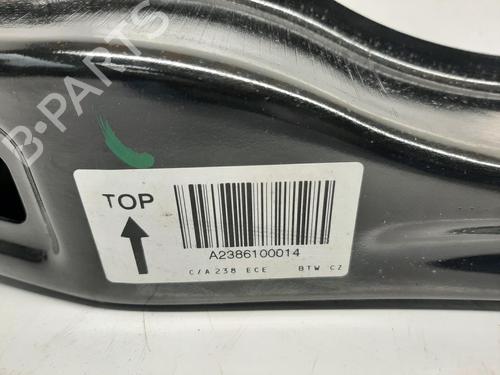 B-PARTS
TOP
A2386100014
C/A 238 ECE BTW CZ